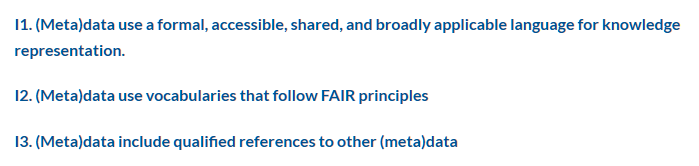 I1. (Meta)data use a formal, accessible, shared, and broadly applicable language for knowledge
representation.
I2. (Meta)data use vocabularies that follow FAIR principles
I3. (Meta)data include qualified references to other (meta)data